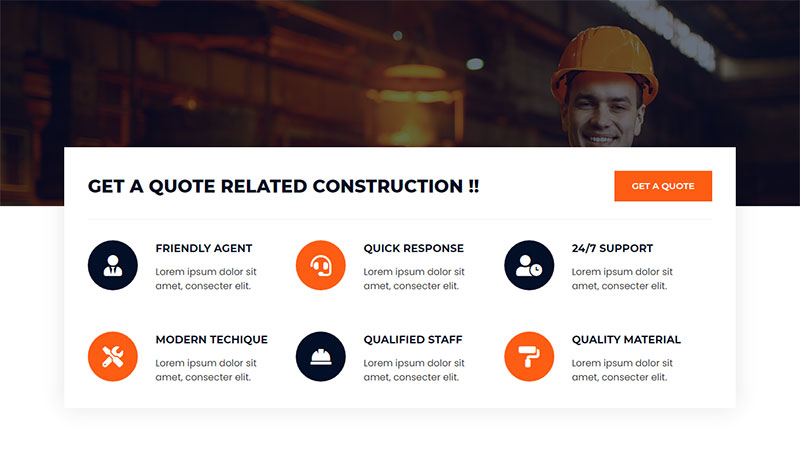 GET A QUOTE RELATED CONSTRUCTION !!
GET A QUOTE
FRIENDLY AGENT
Lorem ipsum dolor sit
amet, consecter elit.
QUICK RESPONSE
Lorem ipsum dolor sit
amet, consecter elit.
24/7 SUPPORT
Lorem ipsum dolor sit
amet, consecter elit.
MODERN TECHIQUE
Lorem ipsum dolor sit
amet, consecter elit.
QUALIFIED STAFF
Lorem ipsum dolor sit
amet, consecter elit.
QUALITY MATERIAL
Lorem ipsum dolor sit
amet, consecter elit.